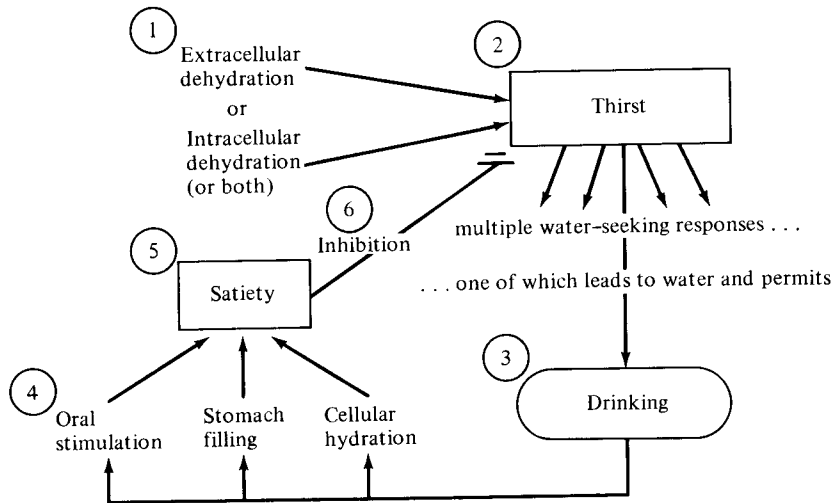 1
Extracellular
dehydration
or
Intracellular
dehydration
(or both)
2
Thirst
multiple water-seeking responses . . .
. . . one of which leads to water and permits
3
Drinking
4
Oral
stimulation
Stomach
filling
Cellular
hydration
5
Satiety
6
Inhibition